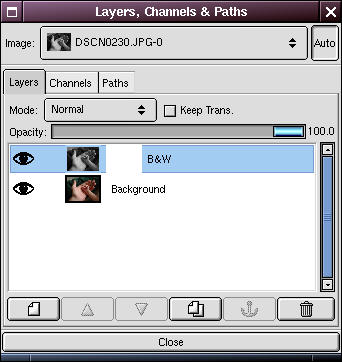 Layers, Channels & Paths
Image: DSCN0230.JPG-0 Auto
Layers Channels Paths
Mode: Normal Keep Trans.
Opacity: 100.0
B&W
Background
Close